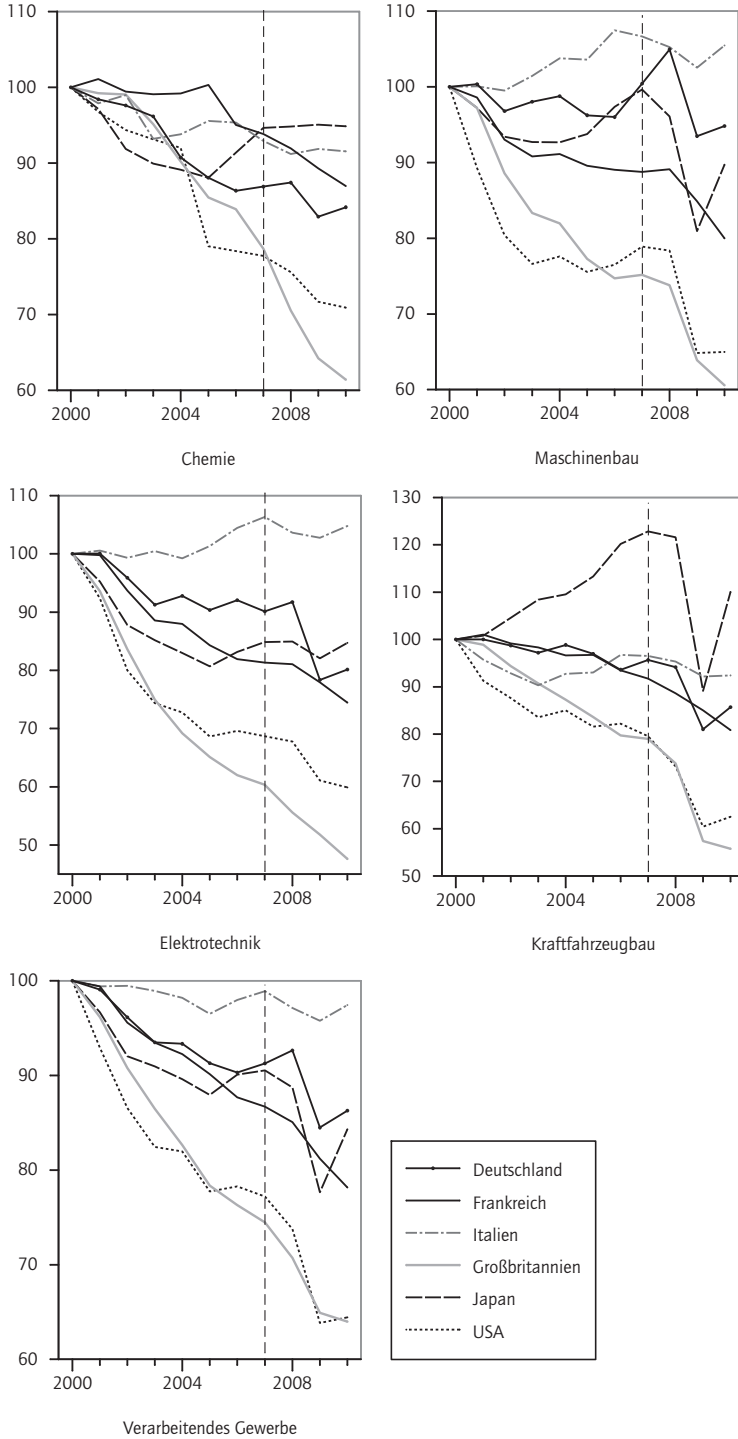 110
100
90
80
70
60
2000 2004 2008
Chemie
110
100
90
80
70
60
2000 2004 2008
Maschinenbau
110
100
90
80
70
60
50
2000 2004 2008
Elektrotechnik
130
120
110
100
90
80
70
60
50
2000 2004 2008
Kraftfahrzeugbau
100
90
80
70
60
2000 2004 2008
Verarbeitendes Gewerbe
Deutschland
Frankreich
Italien
Großbritannien
Japan
USA